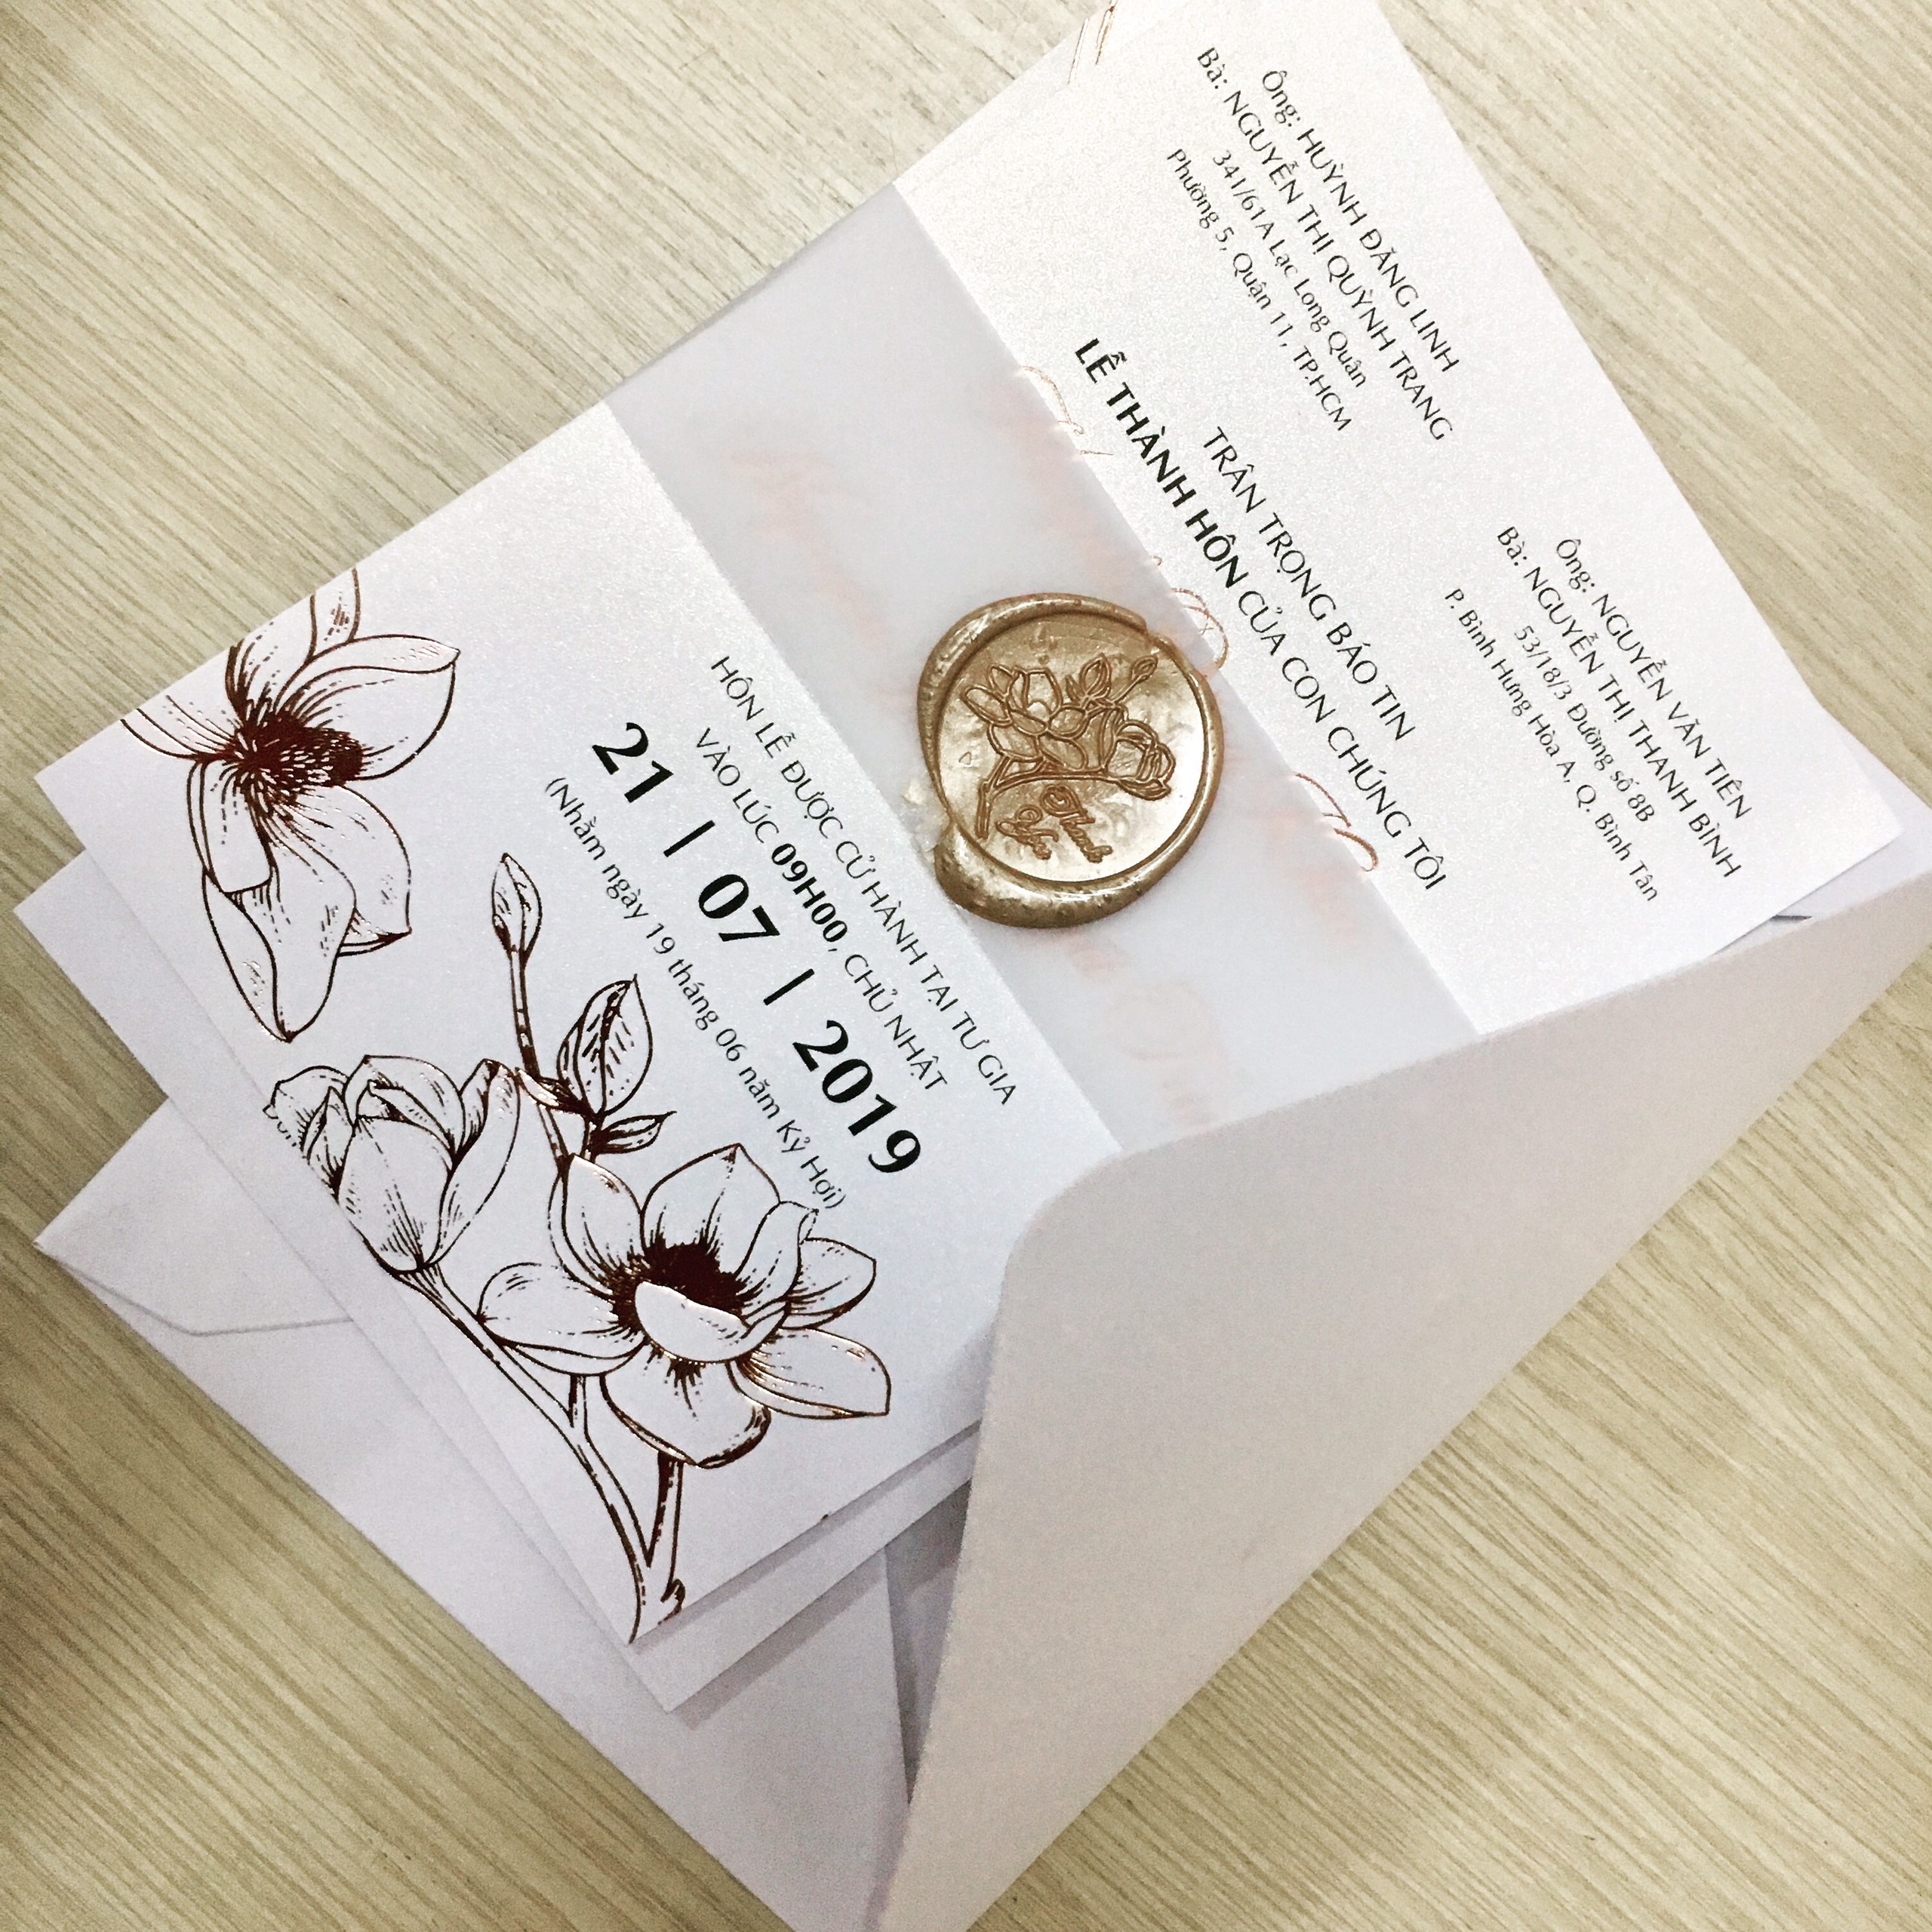 Ông: HUỲNH ĐĂNG LINH
Bà: NGUYỄN THỊ QUỲNH TRANG
341/61A Lạc Long Quân
Phường 5, Quận 11, TP.HCM
Ông: NGUYỄN VĂN TIÊN
Bà: NGUYỄN THỊ THANH BÌNH
53/18/3 Đường số 8B
P. Bình Hưng Hòa A, Q. Bình Tân
TRÂN TRỌNG BÁO TIN
LỄ THÀNH HÔN CỦA CON CHÚNG TÔI
Thanh
HÔN LỄ ĐƯỢC CỬ HÀNH TẠI TƯ GIA
VÀO LÚC 09H00, CHỦ NHẬT
21 | 07 | 2019
(Nhằm ngày 19 tháng 06 năm Kỷ Hợi)